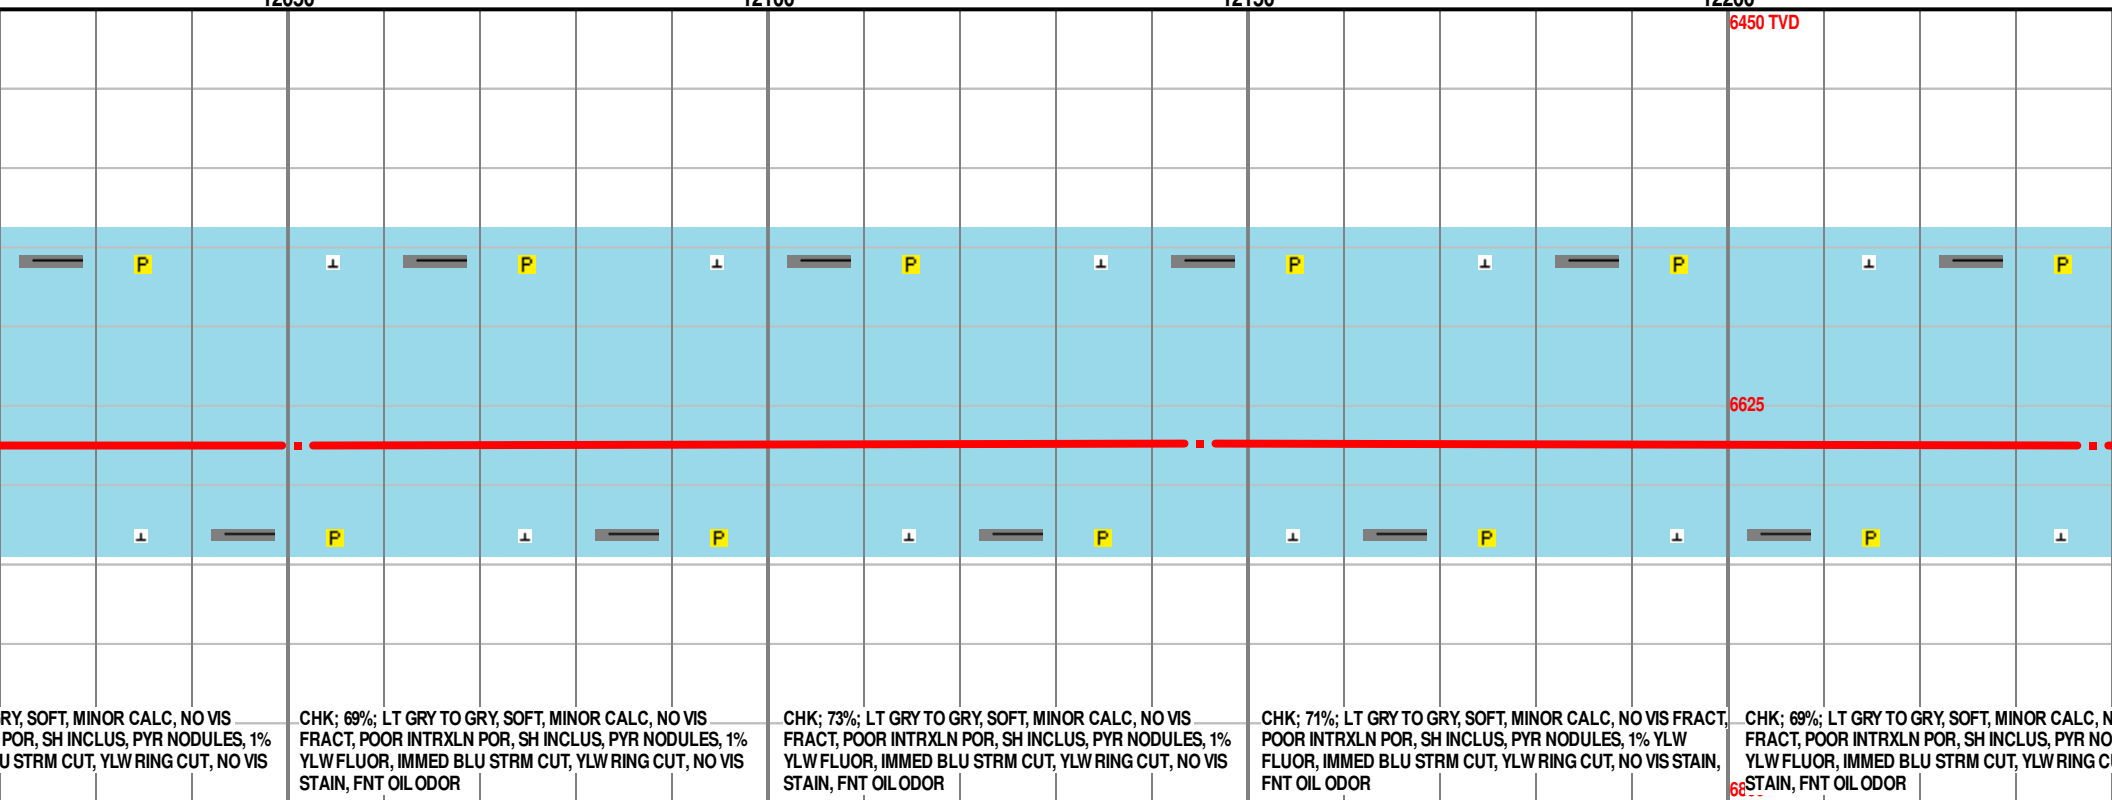 12050
12100
12150
12200
6450 TVD
P
P
P
P
P
P
6625
P
P
P
P
P
RY, SOFT, MINOR CALC, NO VIS
POR, SH INCLUS, PYR NODULES, 1%
U STRM CUT, YLW RING CUT, NO VIS
CHK; 69%; LT GRY TO GRY, SOFT, MINOR CALC, NO VIS
FRACT, POOR INTRXLN POR, SH INCLUS, PYR NODULES, 1%
YLW FLUOR, IMMED BLU STRM CUT, YLW RING CUT, NO VIS
STAIN, FNT OIL ODOR
CHK; 73%; LT GRY TO GRY, SOFT, MINOR CALC, NO VIS
FRACT, POOR INTRXLN POR, SH INCLUS, PYR NODULES, 1%
YLW FLUOR, IMMED BLU STRM CUT, YLW RING CUT, NO VIS
STAIN, FNT OIL ODOR
CHK; 71%; LT GRY TO GRY, SOFT, MINOR CALC, NO VIS FRACT,
POOR INTRXLN POR, SH INCLUS, PYR NODULES, 1% YLW
FLUOR, IMMED BLU STRM CUT, YLW RING CUT, NO VIS STAIN,
FNT OIL ODOR
CHK; 69%; LT GRY TO GRY, SOFT, MINOR CALC, N
FRACT, POOR INTRXLN POR, SH INCLUS, PYR NO
YLW FLUOR, IMMED BLU STRM CUT, YLW RING C
STAIN, FNT OIL ODOR